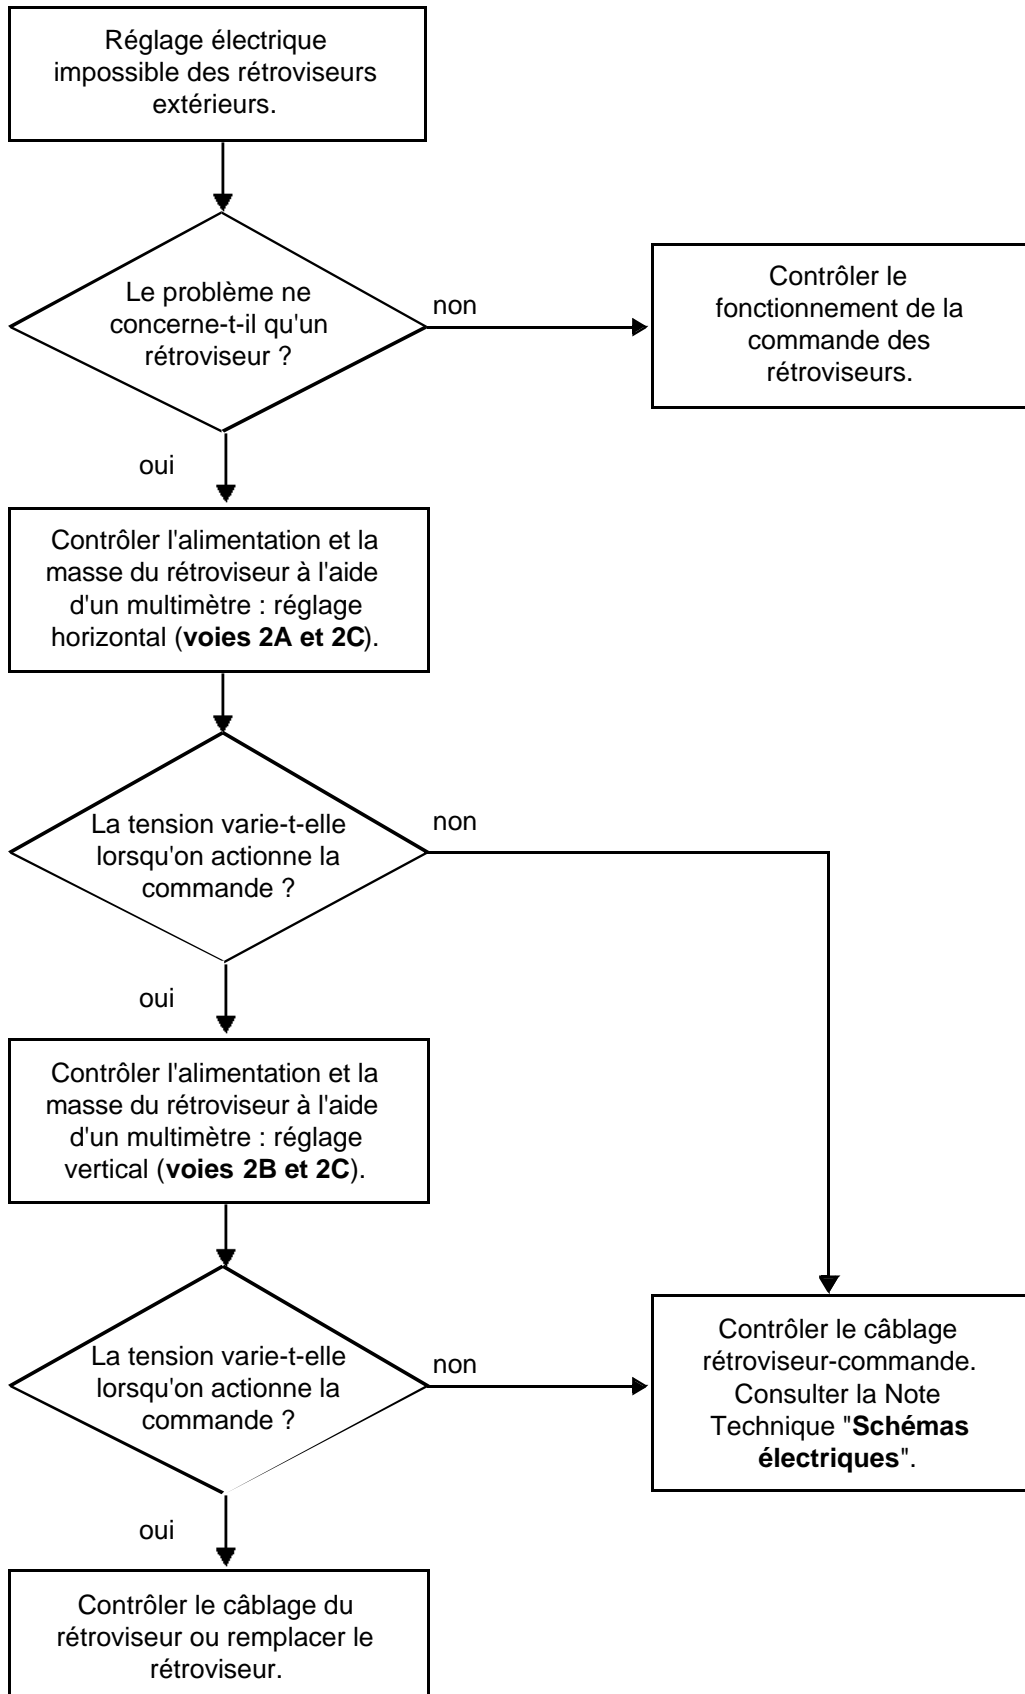 Réglage électrique
impossible des rétroviseurs
extérieurs.
Le problème ne
concerne-t-il qu'un
rétroviseur ?
non
Contrôler le
fonctionnement de la
commande des
rétroviseurs.
oui
Contrôler l'alimentation et la
masse du rétroviseur à l'aide
d'un multimètre : réglage
horizontal (voies 2A et 2C).
La tension varie-t-elle
lorsqu'on actionne la
commande ?
non
oui
Contrôler l'alimentation et la
masse du rétroviseur à l'aide
d'un multimètre : réglage
vertical (voies 2B et 2C).
La tension varie-t-elle
lorsqu'on actionne la
commande ?
non
Contrôler le câblage
rétroviseur-commande.
Consulter la Note
Technique "Schémas
électriques".
oui
Contrôler le câblage du
rétroviseur ou remplacer le
rétroviseur.